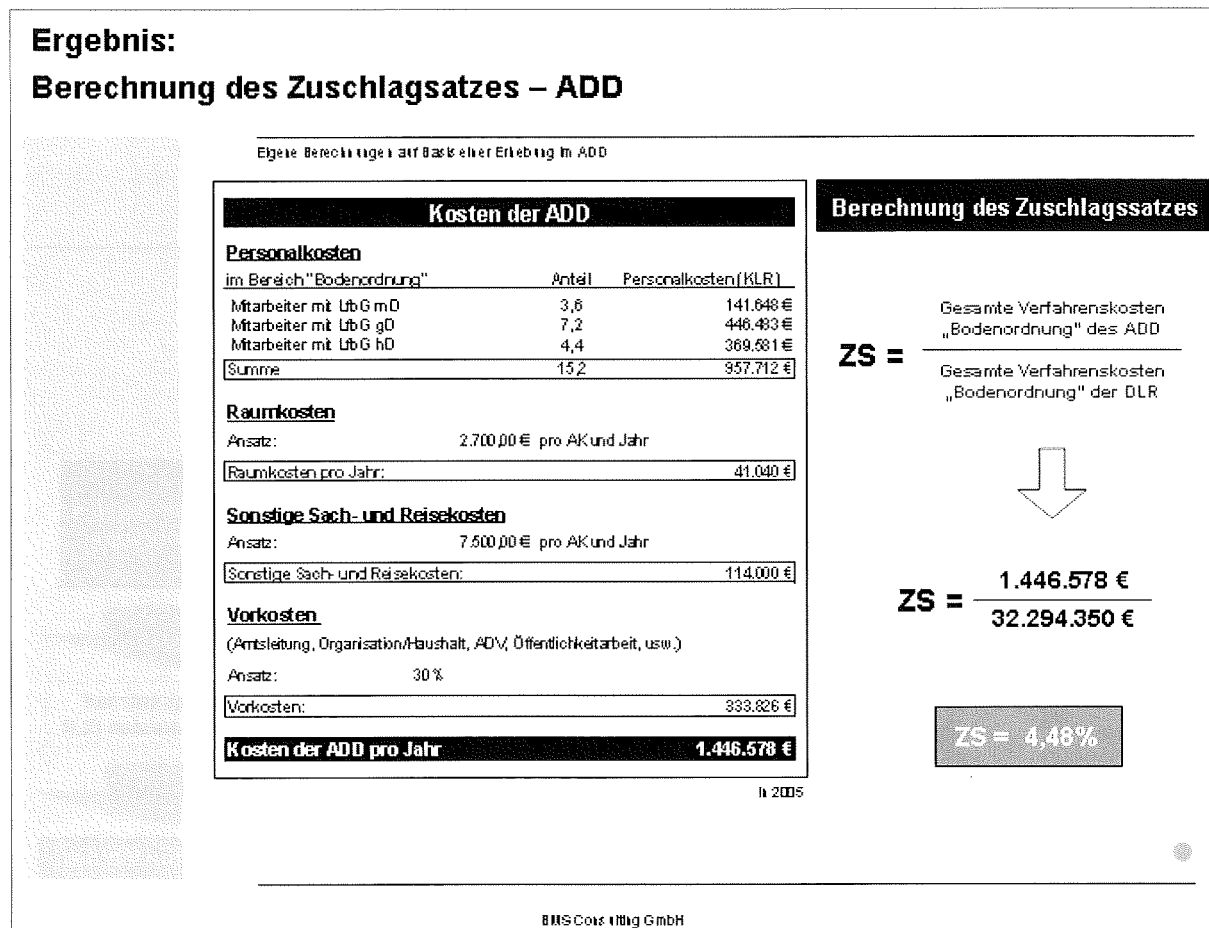 Ergebnis:
Berechnung des Zuschlagsatzes – ADD
Eigene Berechnungen auf Basis einer Erhebung im ADD
Kosten der ADD
Personalkosten
im Bereich "Bodenordnung" Anteil Personalkosten (KLR)
Mitarbeiter mit LfbG mD 3,6 141.648 €
Mitarbeiter mit LfbG gD 7,2 446.483 €
Mitarbeiter mit LfbG hD 4,4 369.581 €
Summe 15,2 957.712 €
Raumkosten
Ansatz: 2.700,00 € pro AK und Jahr
Raumkosten pro Jahr: 41.040 €
Sonstige Sach- und Reisekosten
Ansatz: 7.500,00 € pro AK und Jahr
Sonstige Sach- und Reisekosten: 114.000 €
Vorkosten
(Amtsleitung, Organisation/Haushalt, ADV, Öffentlichkeitarbeit, usw.)
Ansatz: 30 %
Vorkosten: 333.826 €
Kosten der ADD pro Jahr 1.446.578 €
In 2005
Berechnung des Zuschlagssatzes
ZS = Gesamte Verfahrenskosten
„Bodenordnung" des ADD
Gesamte Verfahrenskosten
„Bodenordnung" der DLR
ZS = 1.446.578 €
32.294.350 €
ZS = 4,48%
BMS Consulting GmbH